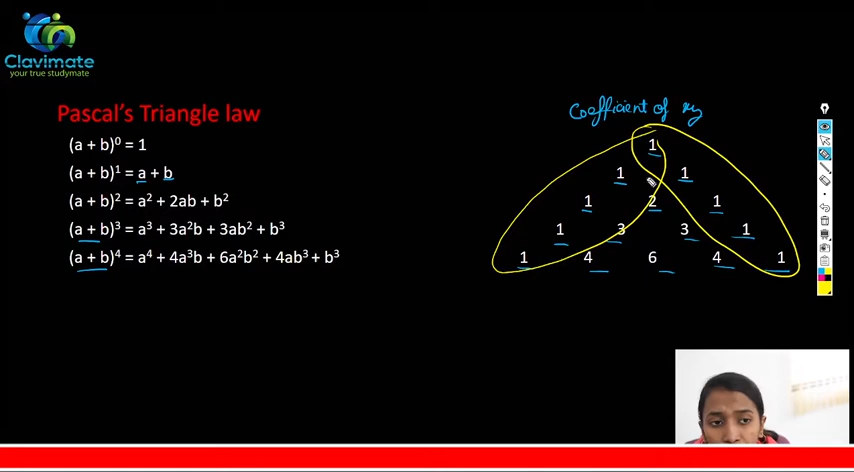 Clavimate
your true studymate
Coefficient of xy
Pascal's Triangle law
(a + b)⁰ = 1
(a + b)¹ = a + b
(a + b)² = a² + 2ab + b²
(a + b)³ = a³ + 3a²b + 3ab² + b³
(a + b)⁴ = a⁴ + 4a³b + 6a²b² + 4ab³ + b³
1
1 1
1 2 1
1 3 3 1
1 4 6 4 1